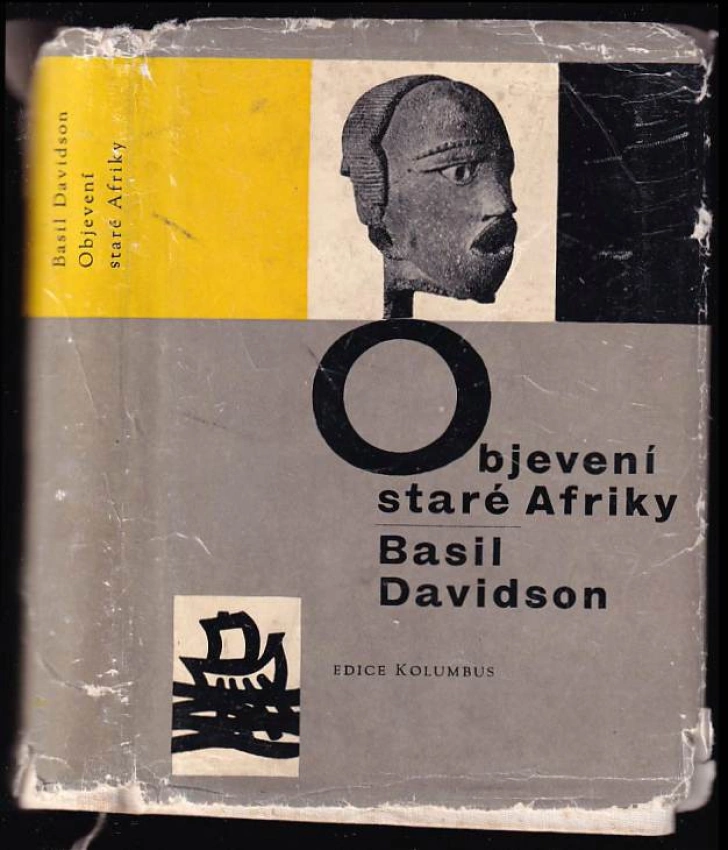 Basil Davidson
Objevení
staré Afriky
Objevení
staré Afriky
Basil
Davidson
EDICE KOLUMBUS